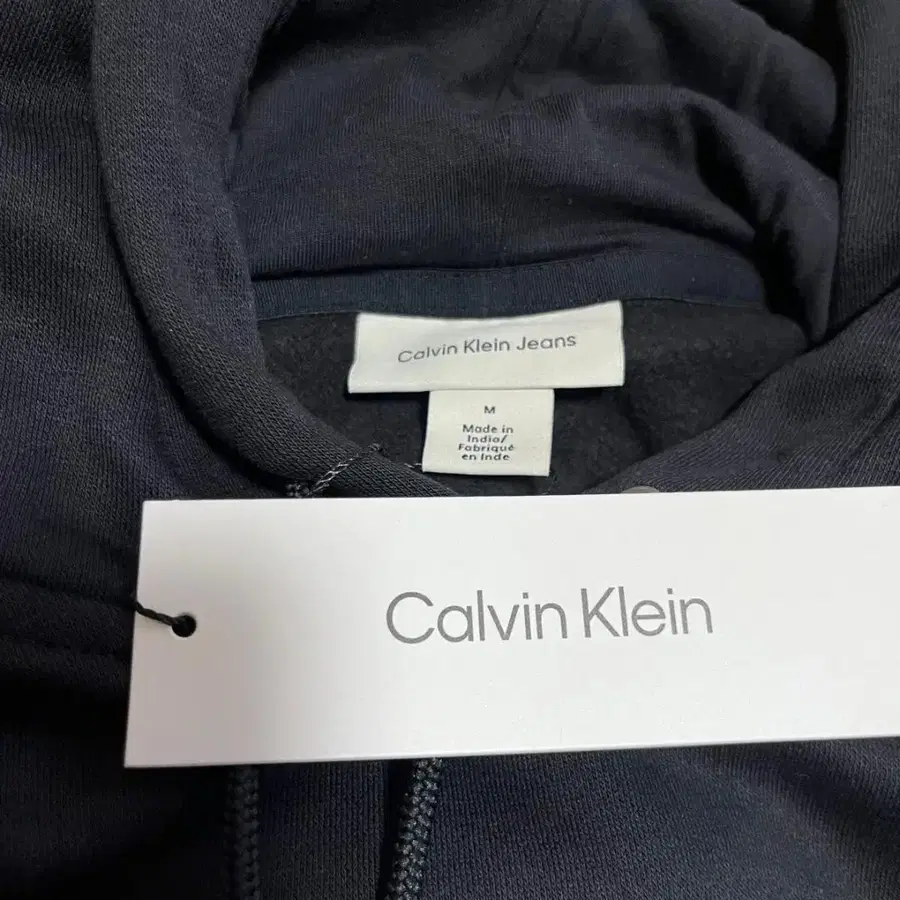 Calvin Klein Jeans
M
Made in
India/
Fabriqué
en Inde
Calvin Klein